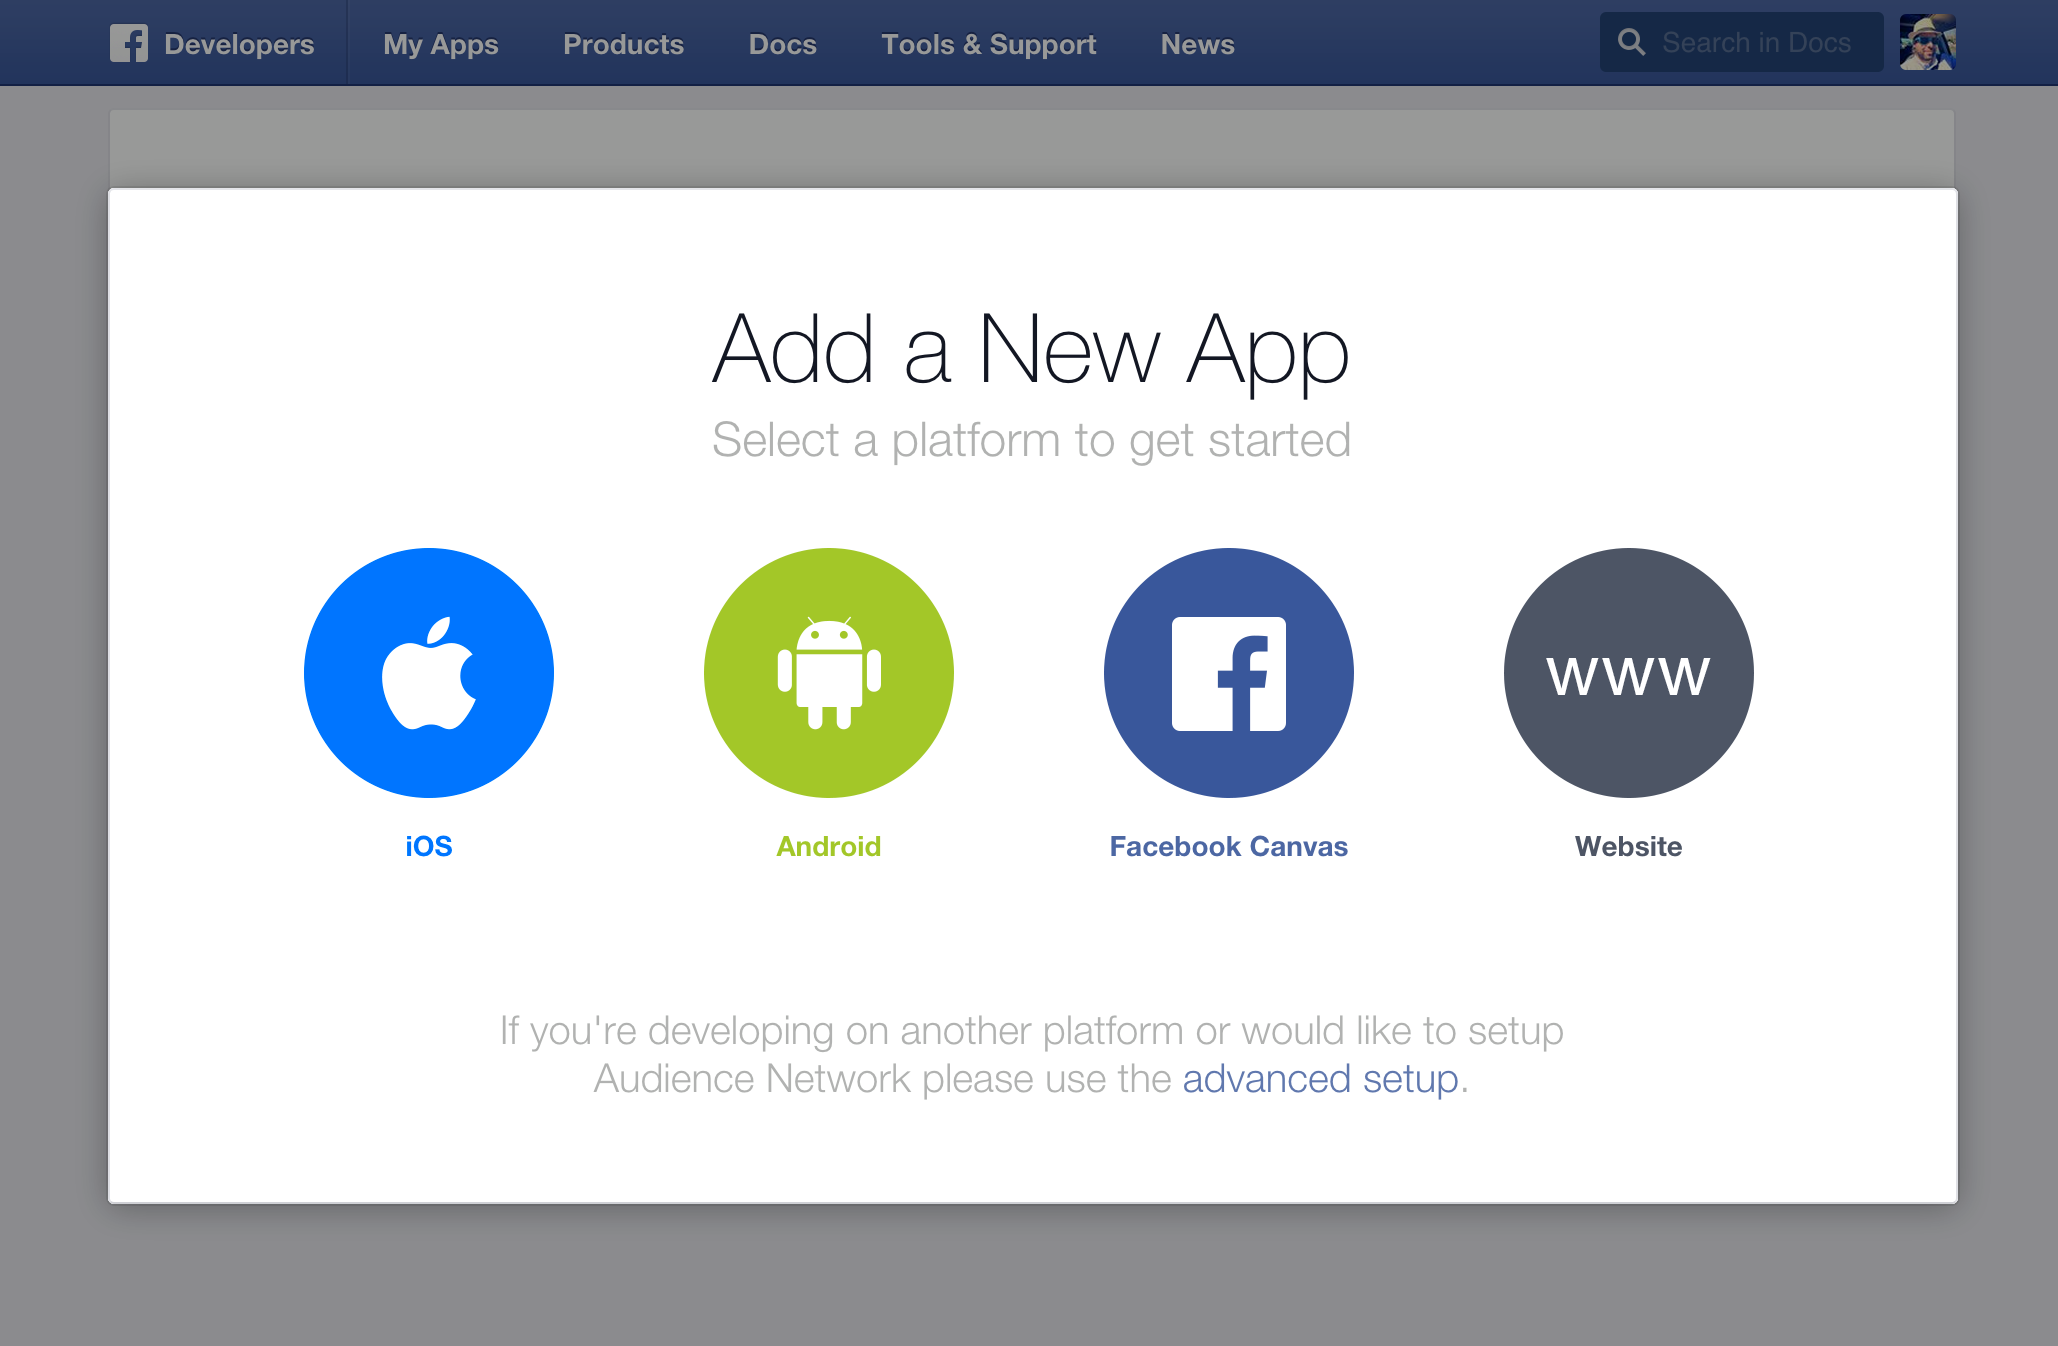 Developers
My Apps
Products
Docs
Tools & Support
News
Search in Docs
Add a New App
Select a platform to get started
www
iOS
Android
Facebook Canvas
Website
If you're developing on another platform or would like to setup
Audience Network please use the advanced setup.